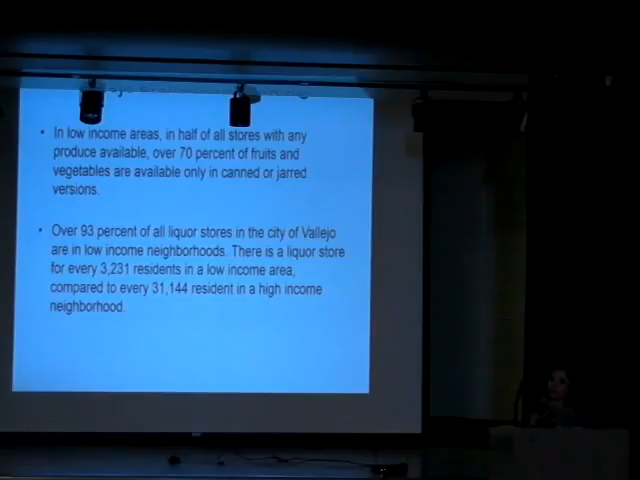 • In low income areas, in half of all stores with any
produce available, over 70 percent of fruits and
vegetables are available only in canned or jarred
versions.
• Over 93 percent of all liquor stores in the city of Vallejo
are in low income neighborhoods. There is a liquor store
for every 3,231 residents in a low income area,
compared to every 31,144 resident in a high income
neighborhood.